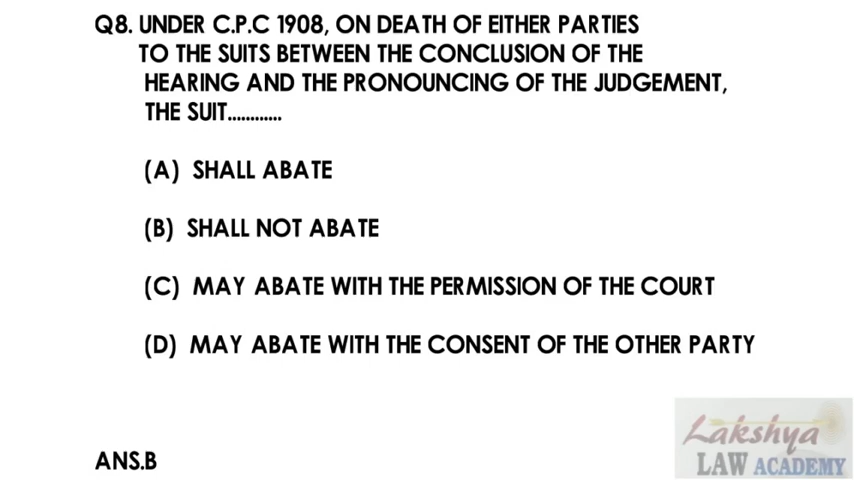 Q8. UNDER C.P.C 1908, ON DEATH OF EITHER PARTIES
TO THE SUITS BETWEEN THE CONCLUSION OF THE
HEARING AND THE PRONOUNCING OF THE JUDGEMENT,
THE SUIT............
(A) SHALL ABATE
(B) SHALL NOT ABATE
(C) MAY ABATE WITH THE PERMISSION OF THE COURT
(D) MAY ABATE WITH THE CONSENT OF THE OTHER PARTY
ANS.B
Lakshya
LAW ACADEMY